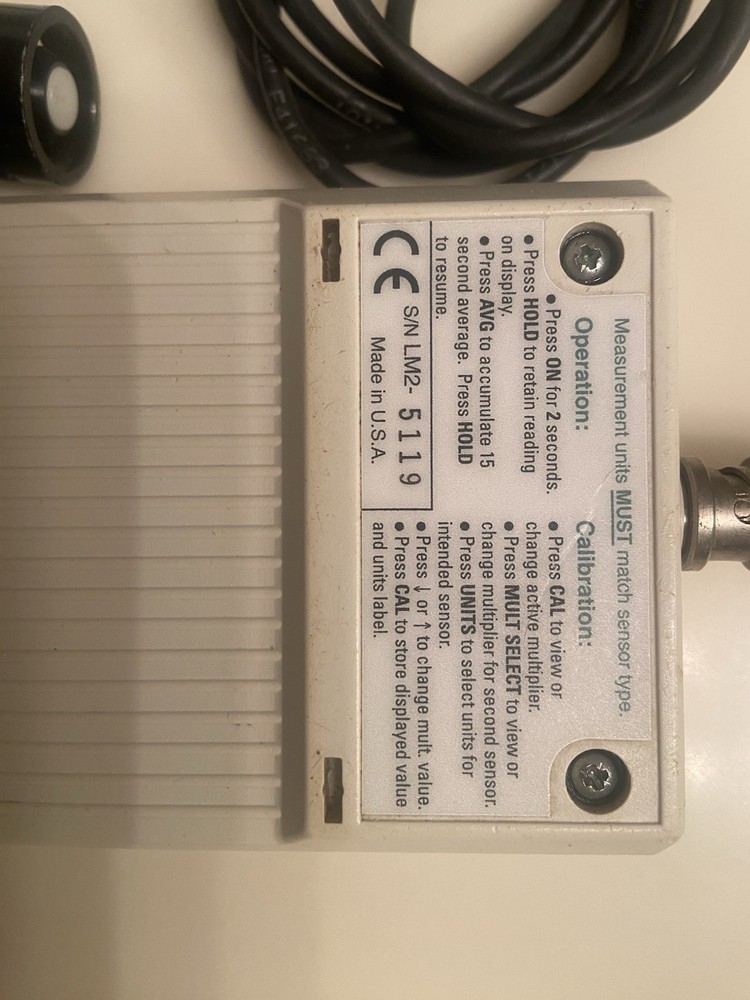 Measurement units MUST match sensor type.
Operation:
• Press ON for 2 seconds.
• Press HOLD to retain reading
on display.
• Press AVG to accumulate 15
second average. Press HOLD
to resume.
CE S/N LM2- 5119
Made in U.S.A.
Calibration:
• Press CAL to view or
change active multiplier.
• Press MULT SELECT to view or
change multiplier for second sensor.
• Press UNITS to select units for
intended sensor.
• Press ↓ or ↑ to change mult. value.
• Press CAL to store displayed value
and units label.